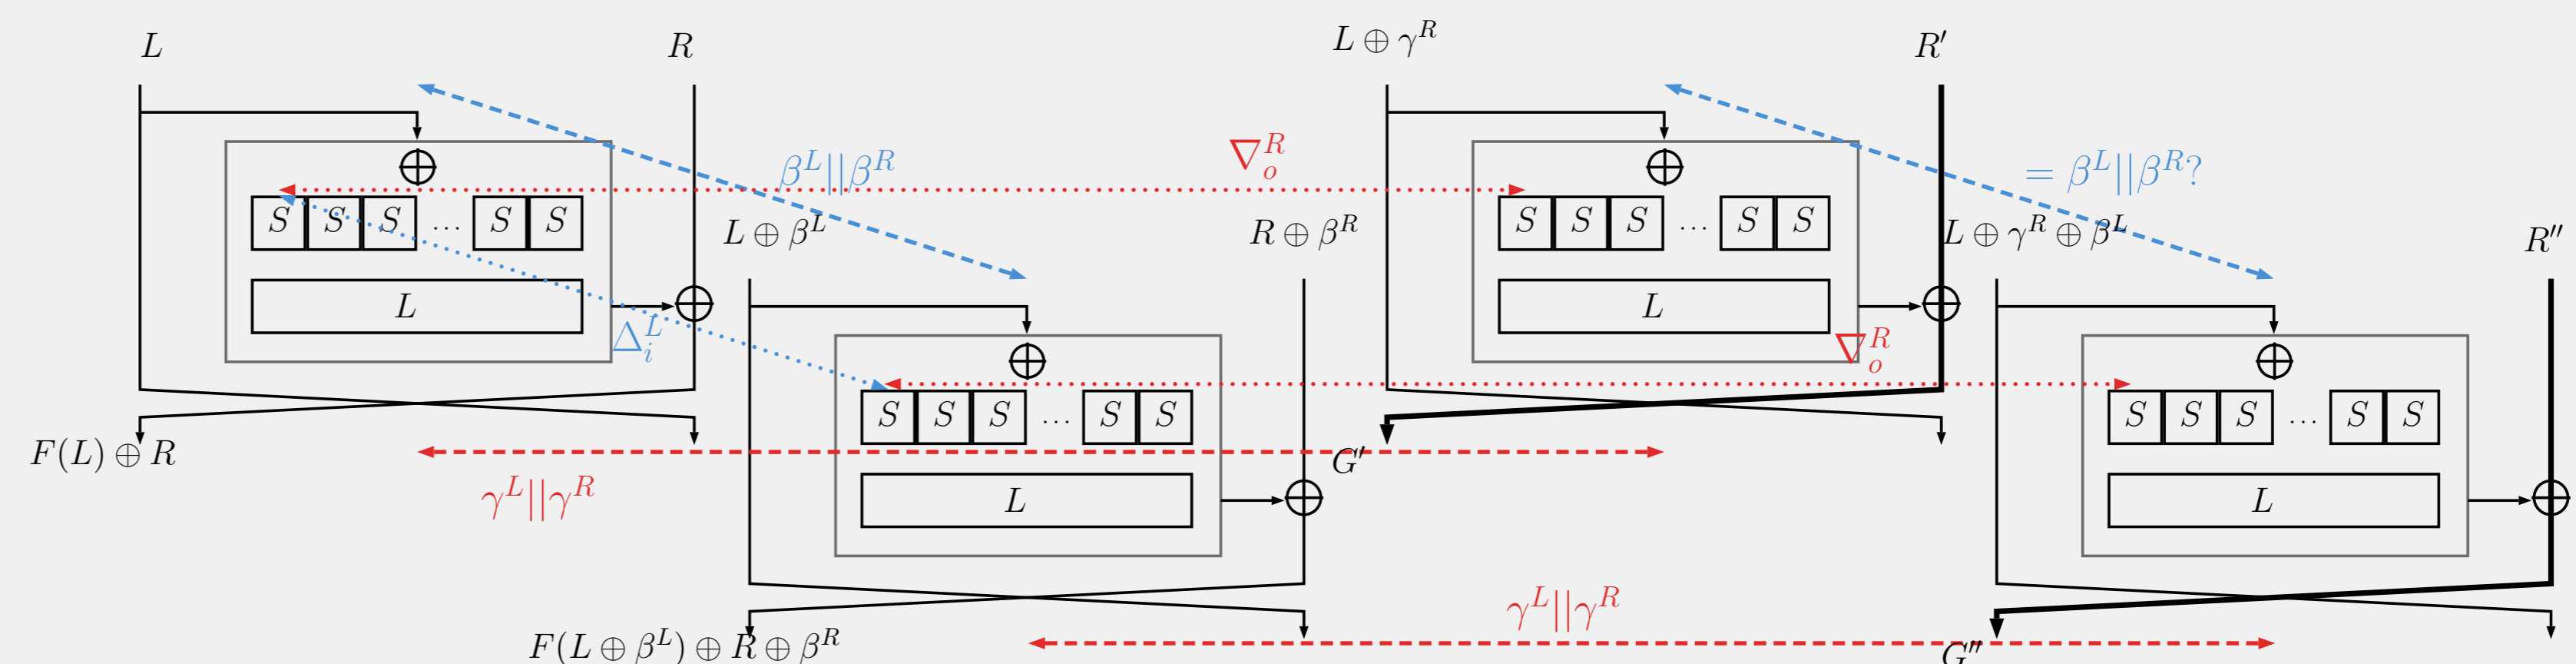 L
R
L ⊕ γ^R
R′
β^L||β^R
∇_o^R
= β^L||β^R?
S S S ... S S
L ⊕ β^L
R ⊕ β^R
S S S ... S S
L ⊕ γ^R ⊕ β^L
R″
L
Δ_i^L
L
∇_o^R
F(L) ⊕ R
S S S ... S S
G′
S S S ... S S
γ^L||γ^R
L
L
γ^L||γ^R
F(L ⊕ β^L) ⊕ R ⊕ β^R
G″